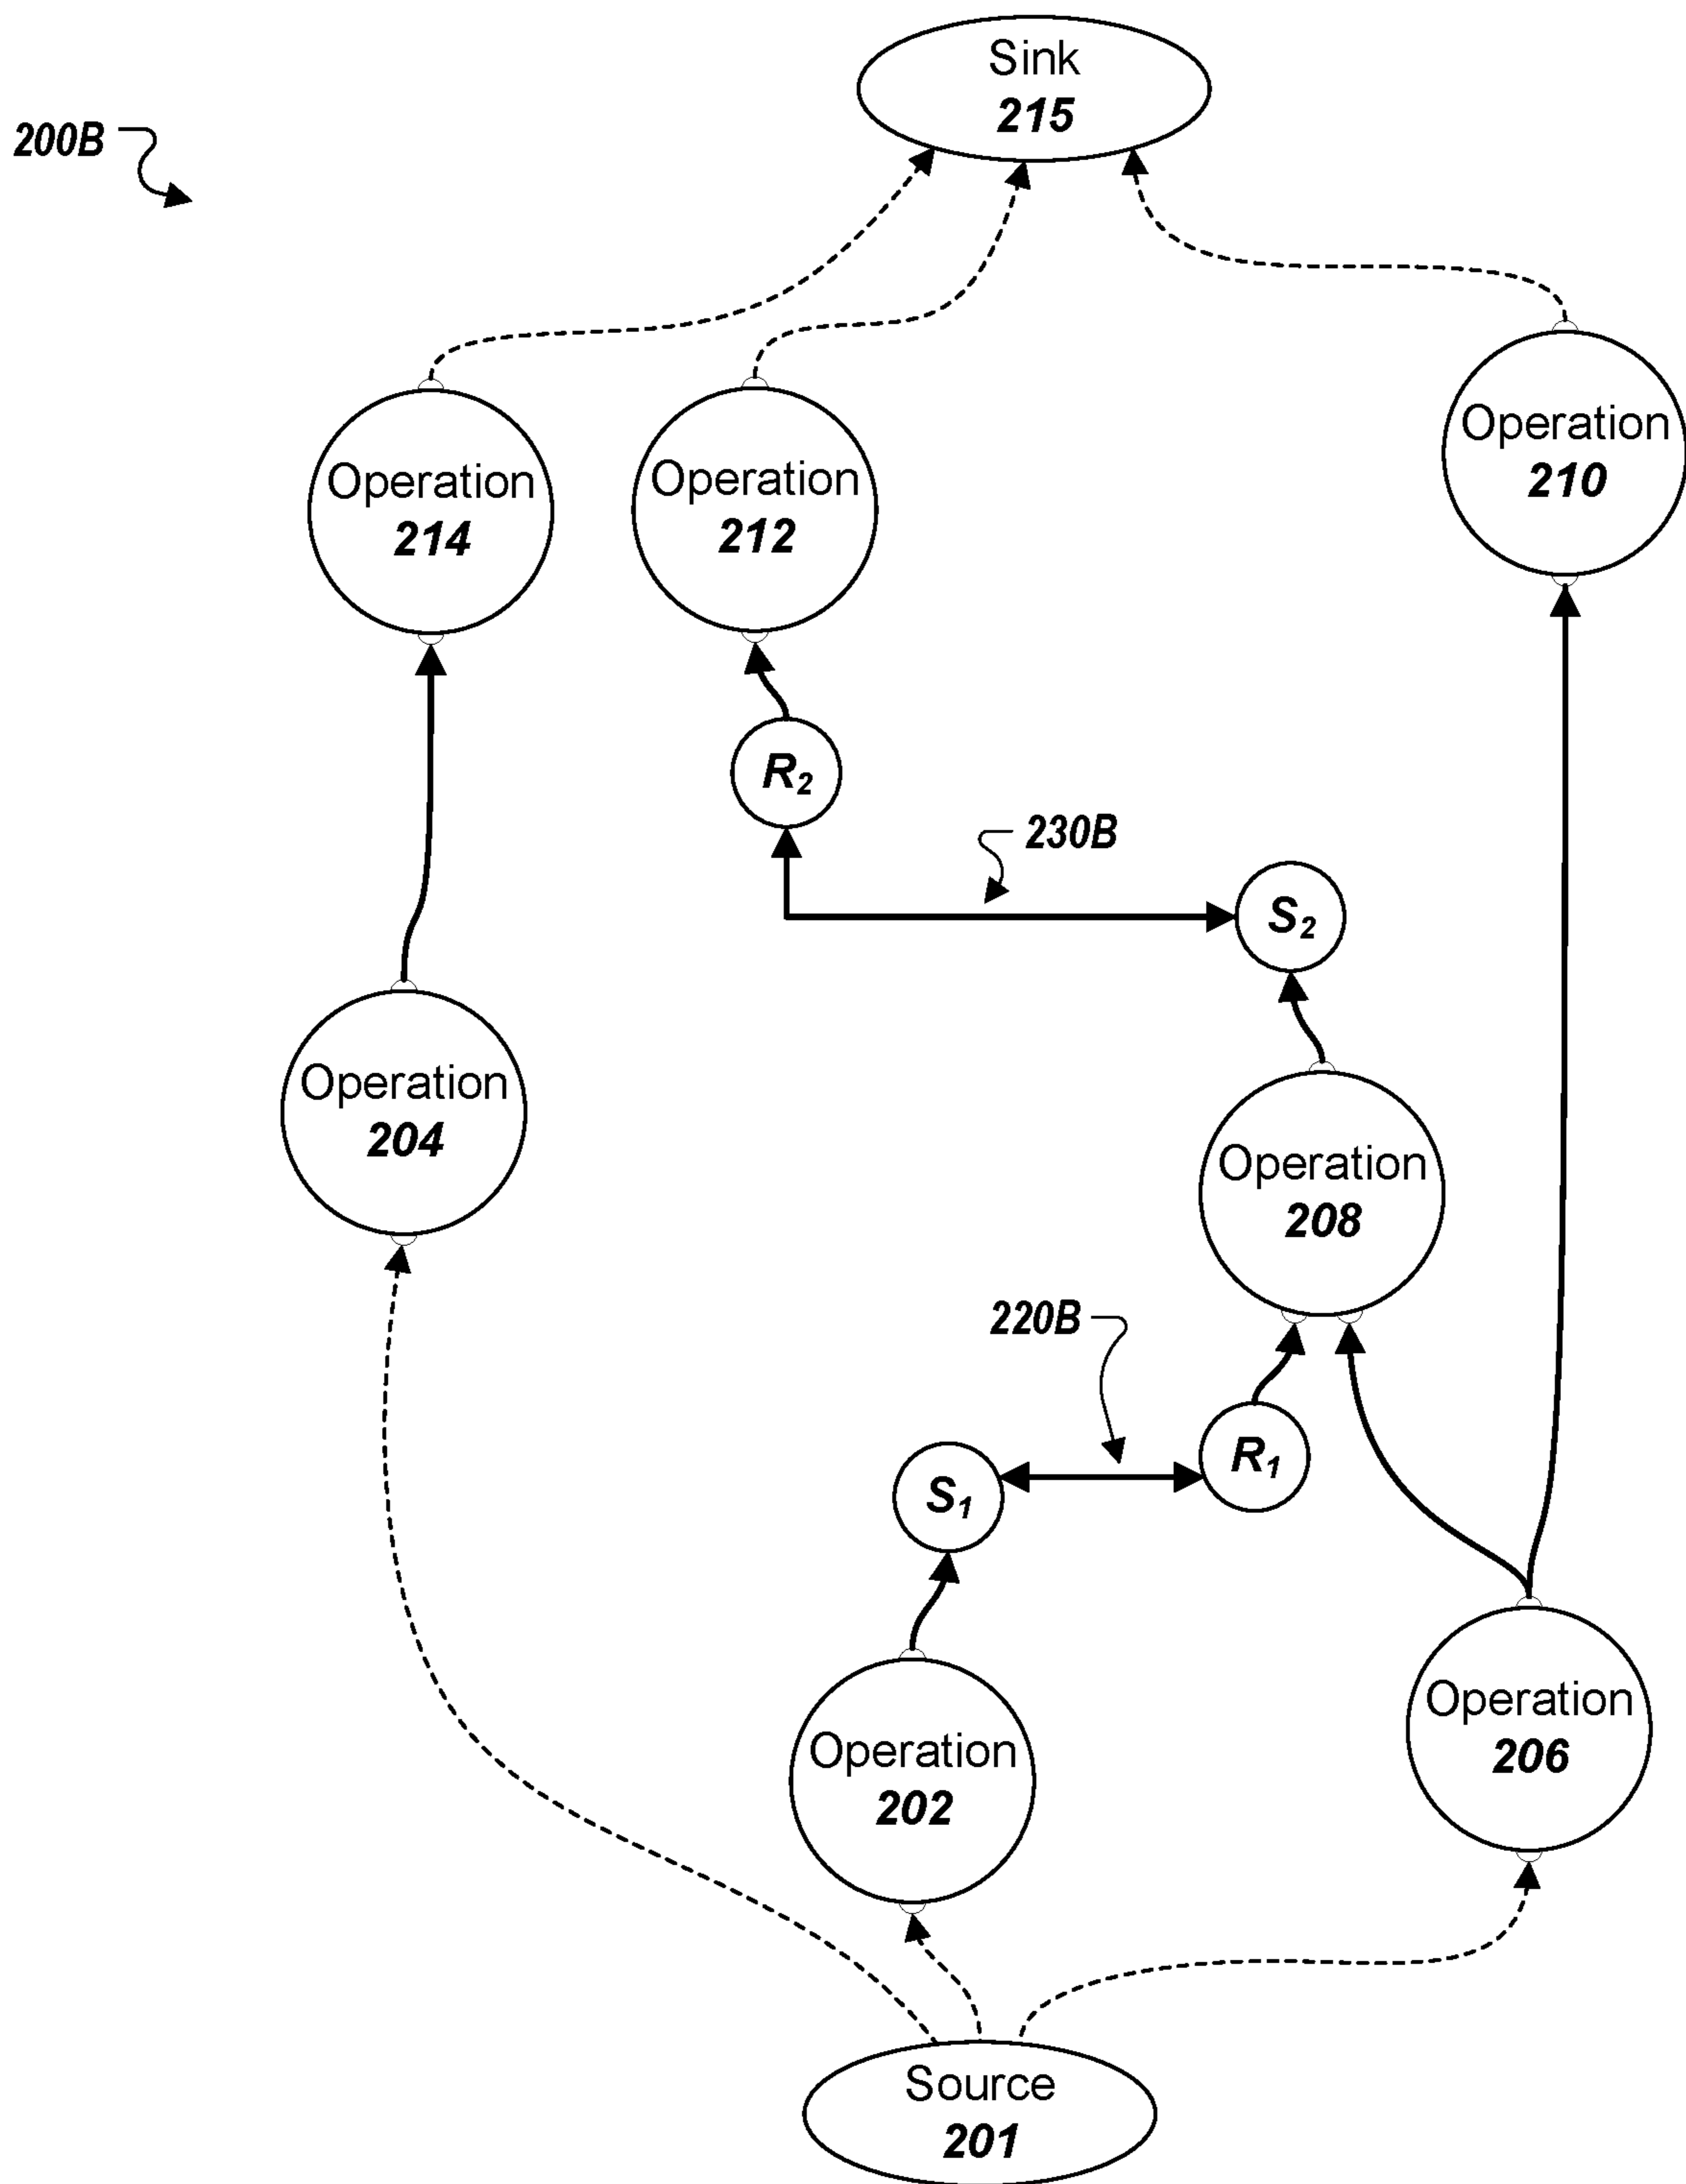 Sink
215
200B
Operation
210
Operation
214
Operation
212
R2
230B
S2
Operation
204
Operation
208
220B
R1
S1
Operation
206
Operation
202
Source
201